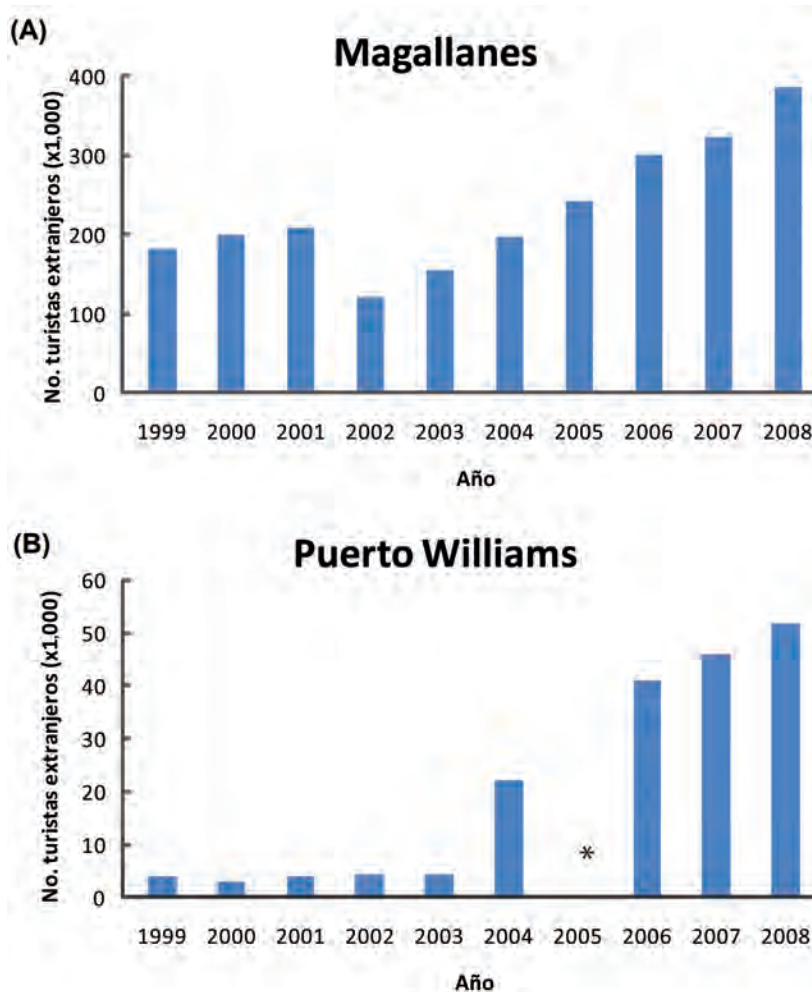 (A)
Magallanes
No. turistas extranjeros (x1,000)
400
300
200
100
0
1999 2000 2001 2002 2003 2004 2005 2006 2007 2008
Año
(B)
Puerto Williams
No. turistas extranjeros (x1,000)
60
50
40
30
20
10
0
*
1999 2000 2001 2002 2003 2004 2005 2006 2007 2008
Año